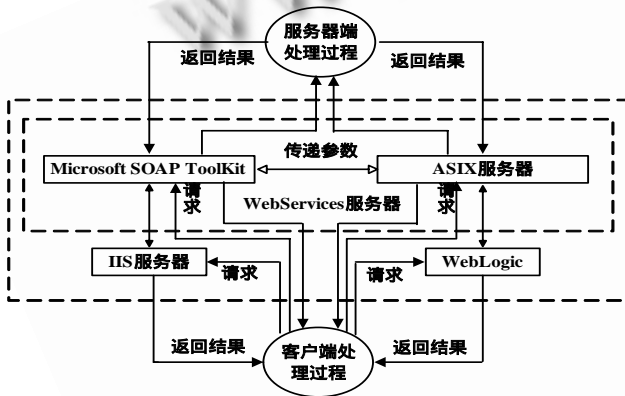 服务器端
处理过程
返回结果
返回结果
传递参数
Microsoft SOAP ToolKit
ASIX服务器
请
求
WebServices服务器
请
求
IIS服务器
请求
请求
WebLogic
返回结果
客户端处
理过程
返回结果